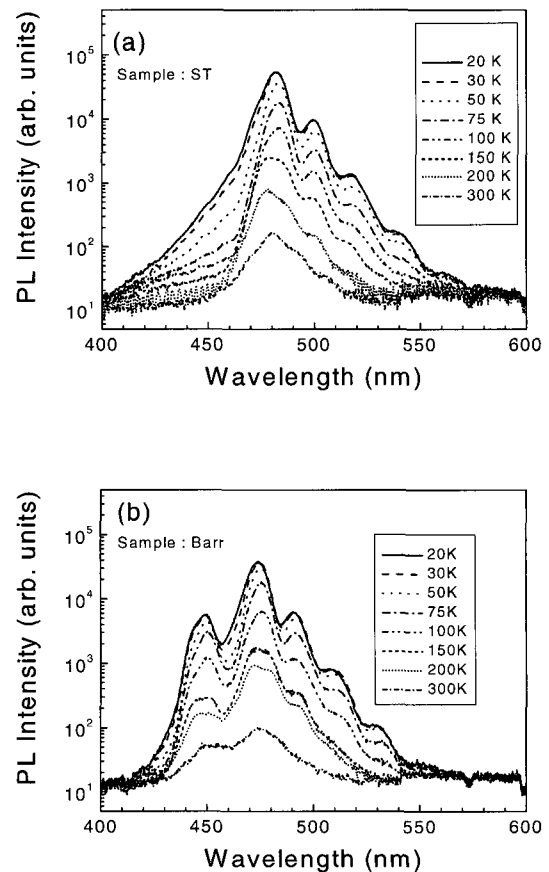 (a)
Sample : ST
20 K
30 K
50 K
75 K
100 K
150 K
200 K
300 K
PL Intensity (arb. units)
10^5
10^4
10^3
10^2
10^1
400 450 500 550 600
Wavelength (nm)
(b)
Sample : Barr
20K
30K
50K
75K
100K
150K
200K
300K
PL Intensity (arb. units)
10^5
10^4
10^3
10^2
10^1
400 450 500 550 600
Wavelength (nm)